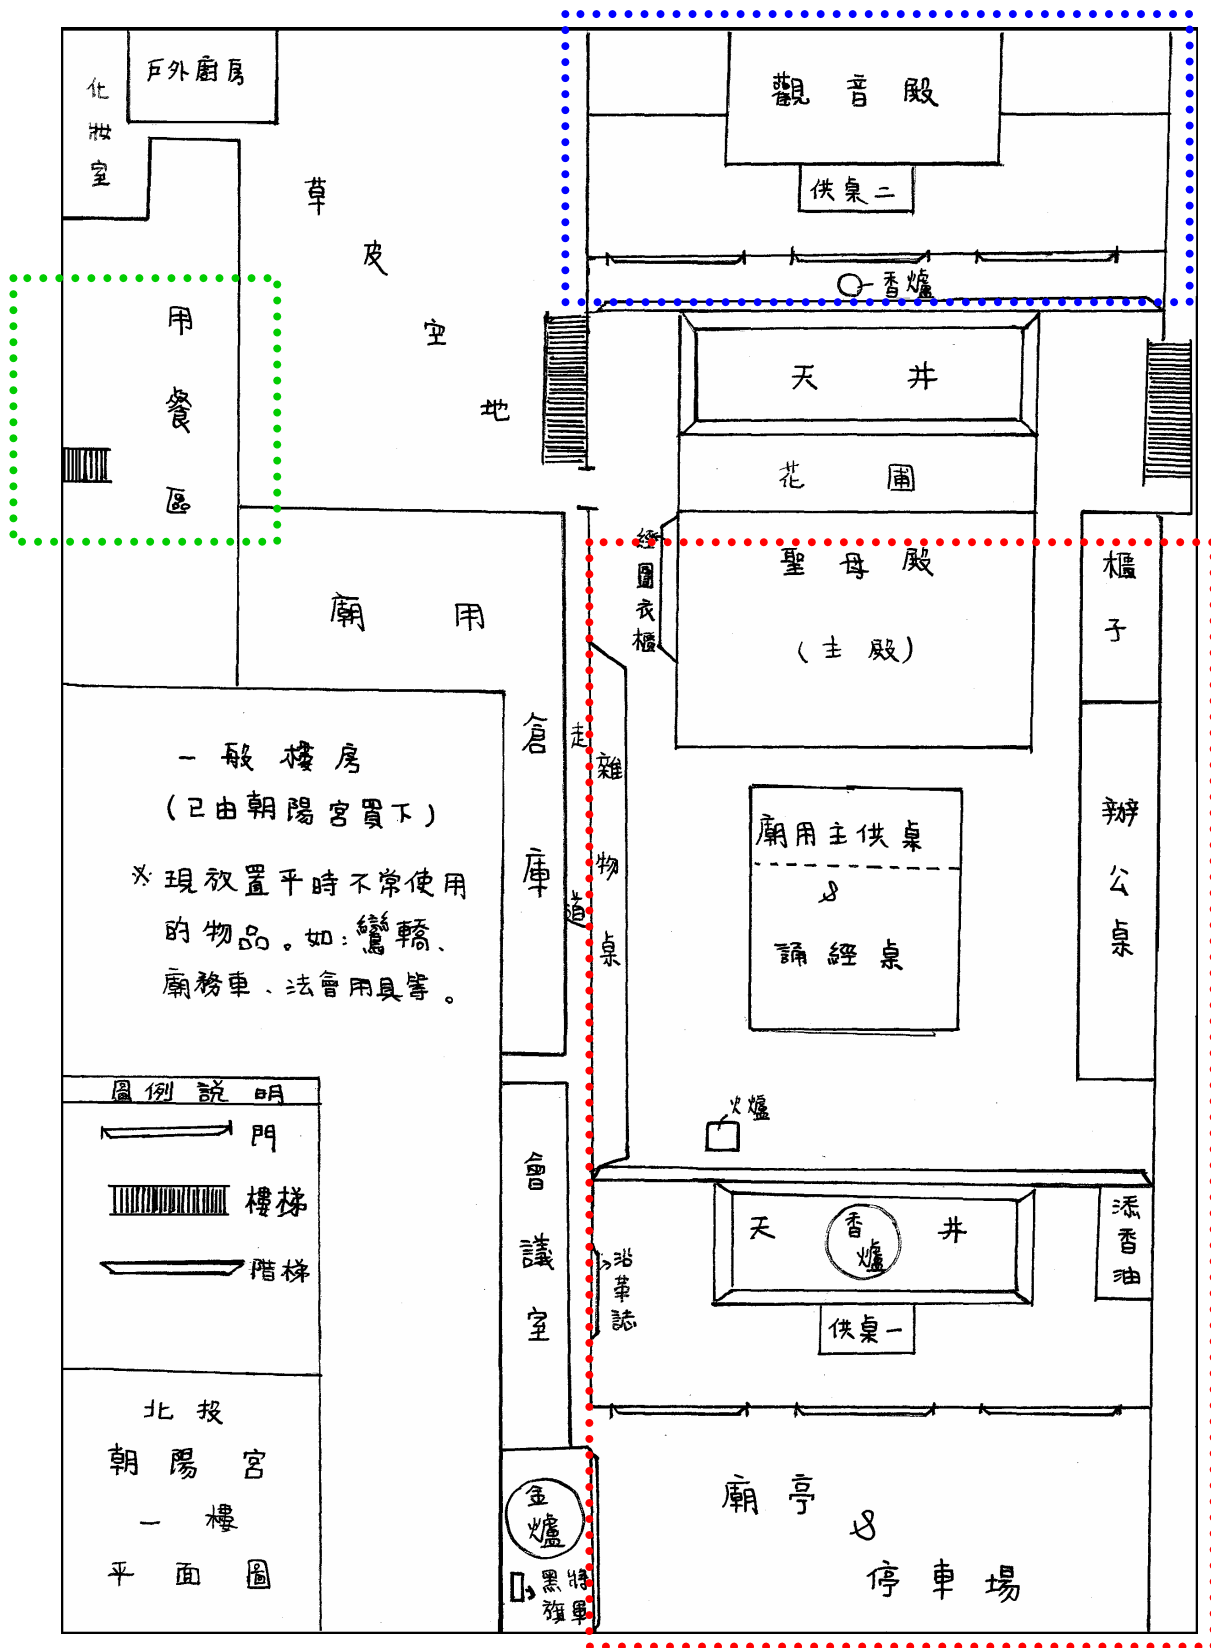 戶外廚房
化妝室
草皮空地
觀音殿
供桌二
香爐
用餐區
天井
花圃
經圖衣櫃
聖母殿
（主殿）
櫃子
廟用
倉庫
走道
雜物桌
辦公桌
廟用主供桌
&
誦經桌
一般樓房
（已由朝陽宮買下）
※現放置平時不常使用
的物品。如：鸞轎、
廟務車、法會用具等。
火爐
圖例說明
門
樓梯
階梯
會議室
天井
香爐
添香油
沿革誌
供桌一
北投
朝陽宮
一樓
平面圖
金爐
黑旗將軍
廟亭
&
停車場